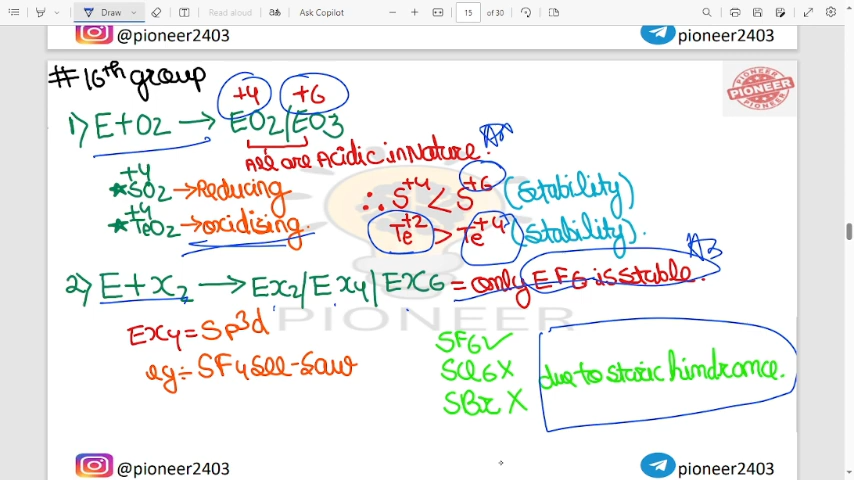 Draw
Read aloud
Ask Copilot
15
of 30
@pioneer2403
pioneer2403
#16th group
+4 +6
1) E+O2 → EO2/EO3
All are Acidic in Nature.
+4
*SO2 → Reducing
∴ S+4 < S+6 (Stability)
+4
*TeO2 → oxidising.
Te+2 > Te+4 (Stability).
2) E+X2 → EX2/EX4/EX6 = only EF6 is stable.
PIONEER
EX4 = Sp3d
eg:- SF4 See-Saw
SF6 ✓
SCl6 X
SBr X
due to static hindrance.
@pioneer2403
pioneer2403